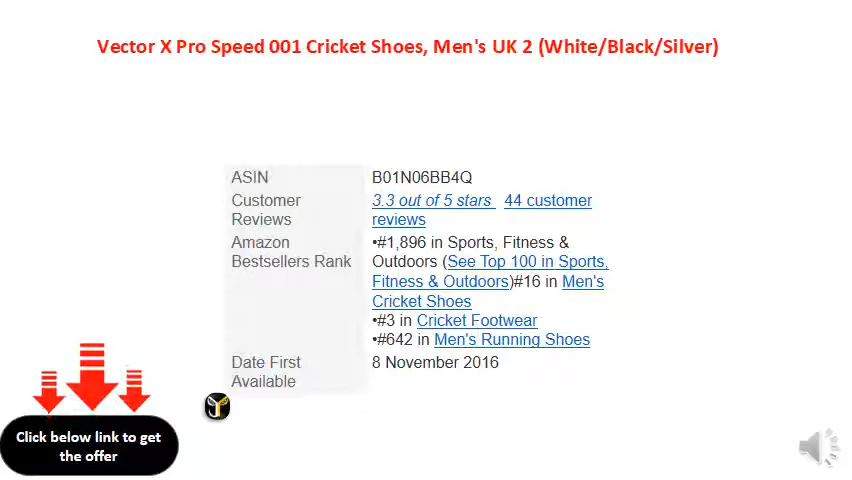 Vector X Pro Speed 001 Cricket Shoes, Men's UK 2 (White/Black/Silver)
ASIN B01N06BB4Q
Customer 3.3 out of 5 stars 44 customer
Reviews reviews
Amazon •#1,896 in Sports, Fitness &
Bestsellers Rank Outdoors (See Top 100 in Sports,
Fitness & Outdoors)#16 in Men's
Cricket Shoes
•#3 in Cricket Footwear
•#642 in Men's Running Shoes
Date First 8 November 2016
Available
Click below link to get
the offer